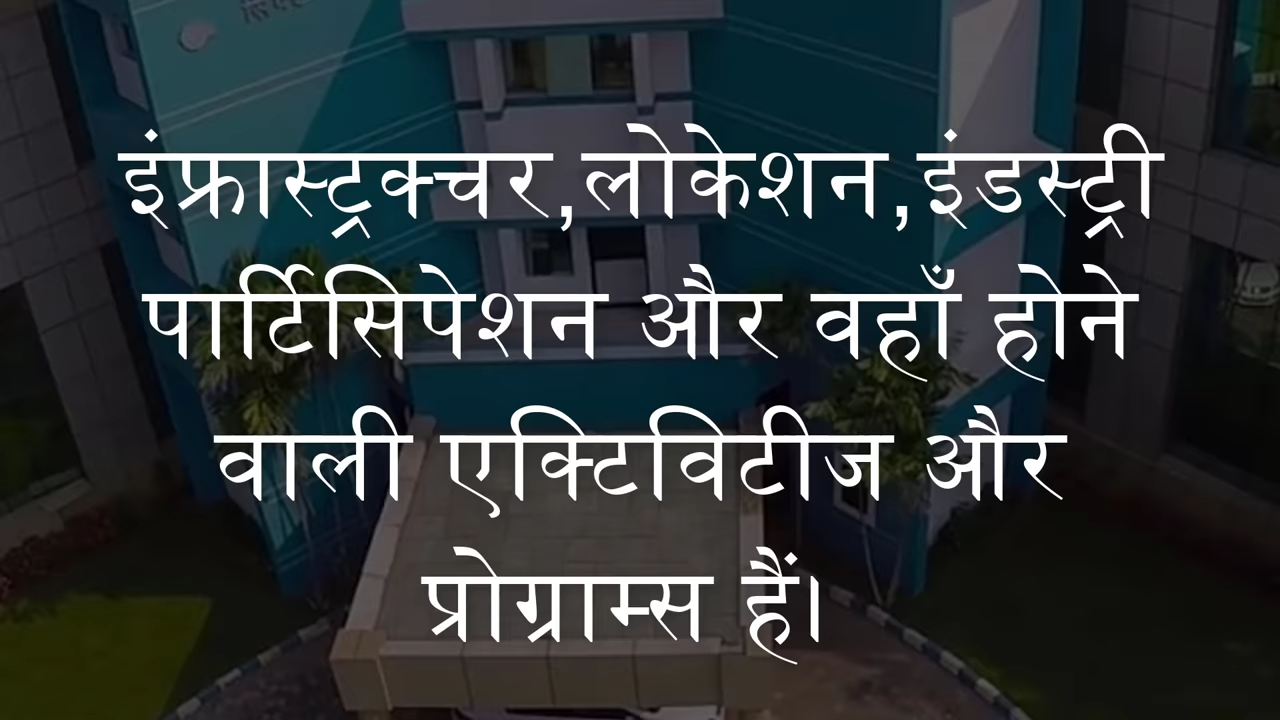 इंफ्रास्ट्रक्चर,लोकेशन,इंडस्ट्री
पार्टिसिपेशन और वहाँ होने
वाली एक्टिविटीज और
प्रोग्राम्स हैं।